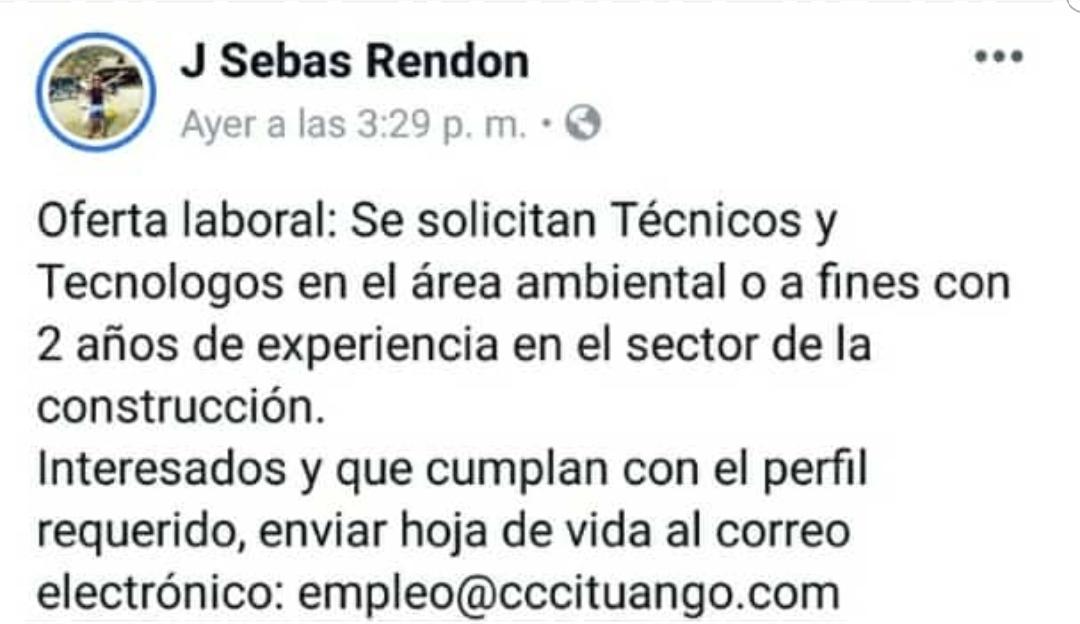 J Sebas Rendon
Ayer a las 3:29 p. m. •
Oferta laboral: Se solicitan Técnicos y
Tecnologos en el área ambiental o a fines con
2 años de experiencia en el sector de la
construcción.
Interesados y que cumplan con el perfil
requerido, enviar hoja de vida al correo
electrónico: empleo@cccituango.com